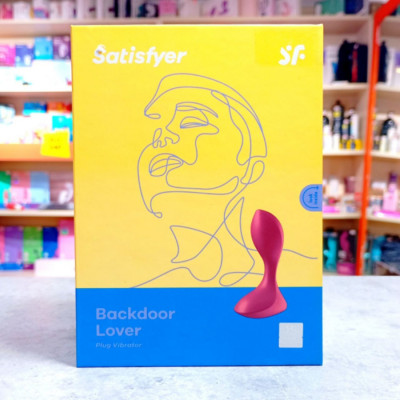 Satisfyer
SF
Backdoor
Lover
Plug Vibrator